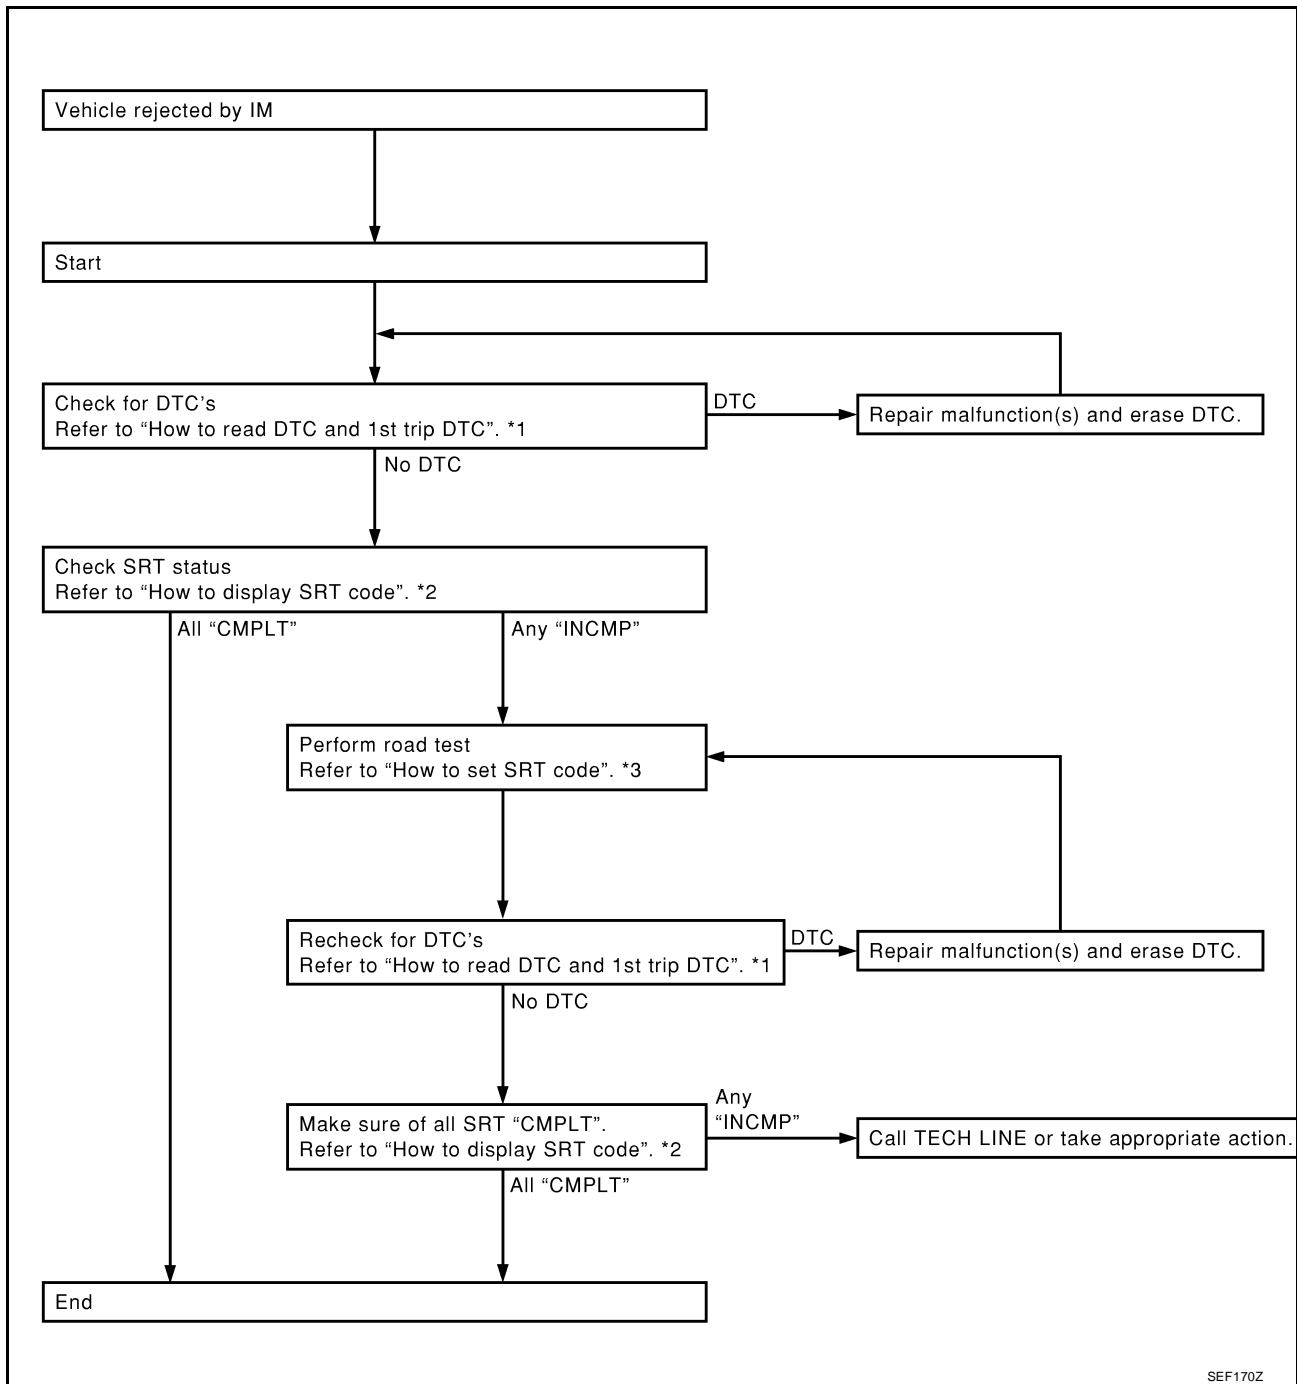 Vehicle rejected by IM
Start
Check for DTC's
Refer to “How to read DTC and 1st trip DTC”. *1
DTC
Repair malfunction(s) and erase DTC.
No DTC
Check SRT status
Refer to “How to display SRT code”. *2
All “CMPLT”
Any “INCMP”
Perform road test
Refer to “How to set SRT code”. *3
Recheck for DTC's
Refer to “How to read DTC and 1st trip DTC”. *1
DTC
Repair malfunction(s) and erase DTC.
No DTC
Make sure of all SRT “CMPLT”.
Refer to “How to display SRT code”. *2
Any
“INCMP”
Call TECH LINE or take appropriate action.
All “CMPLT”
End
SEF170Z